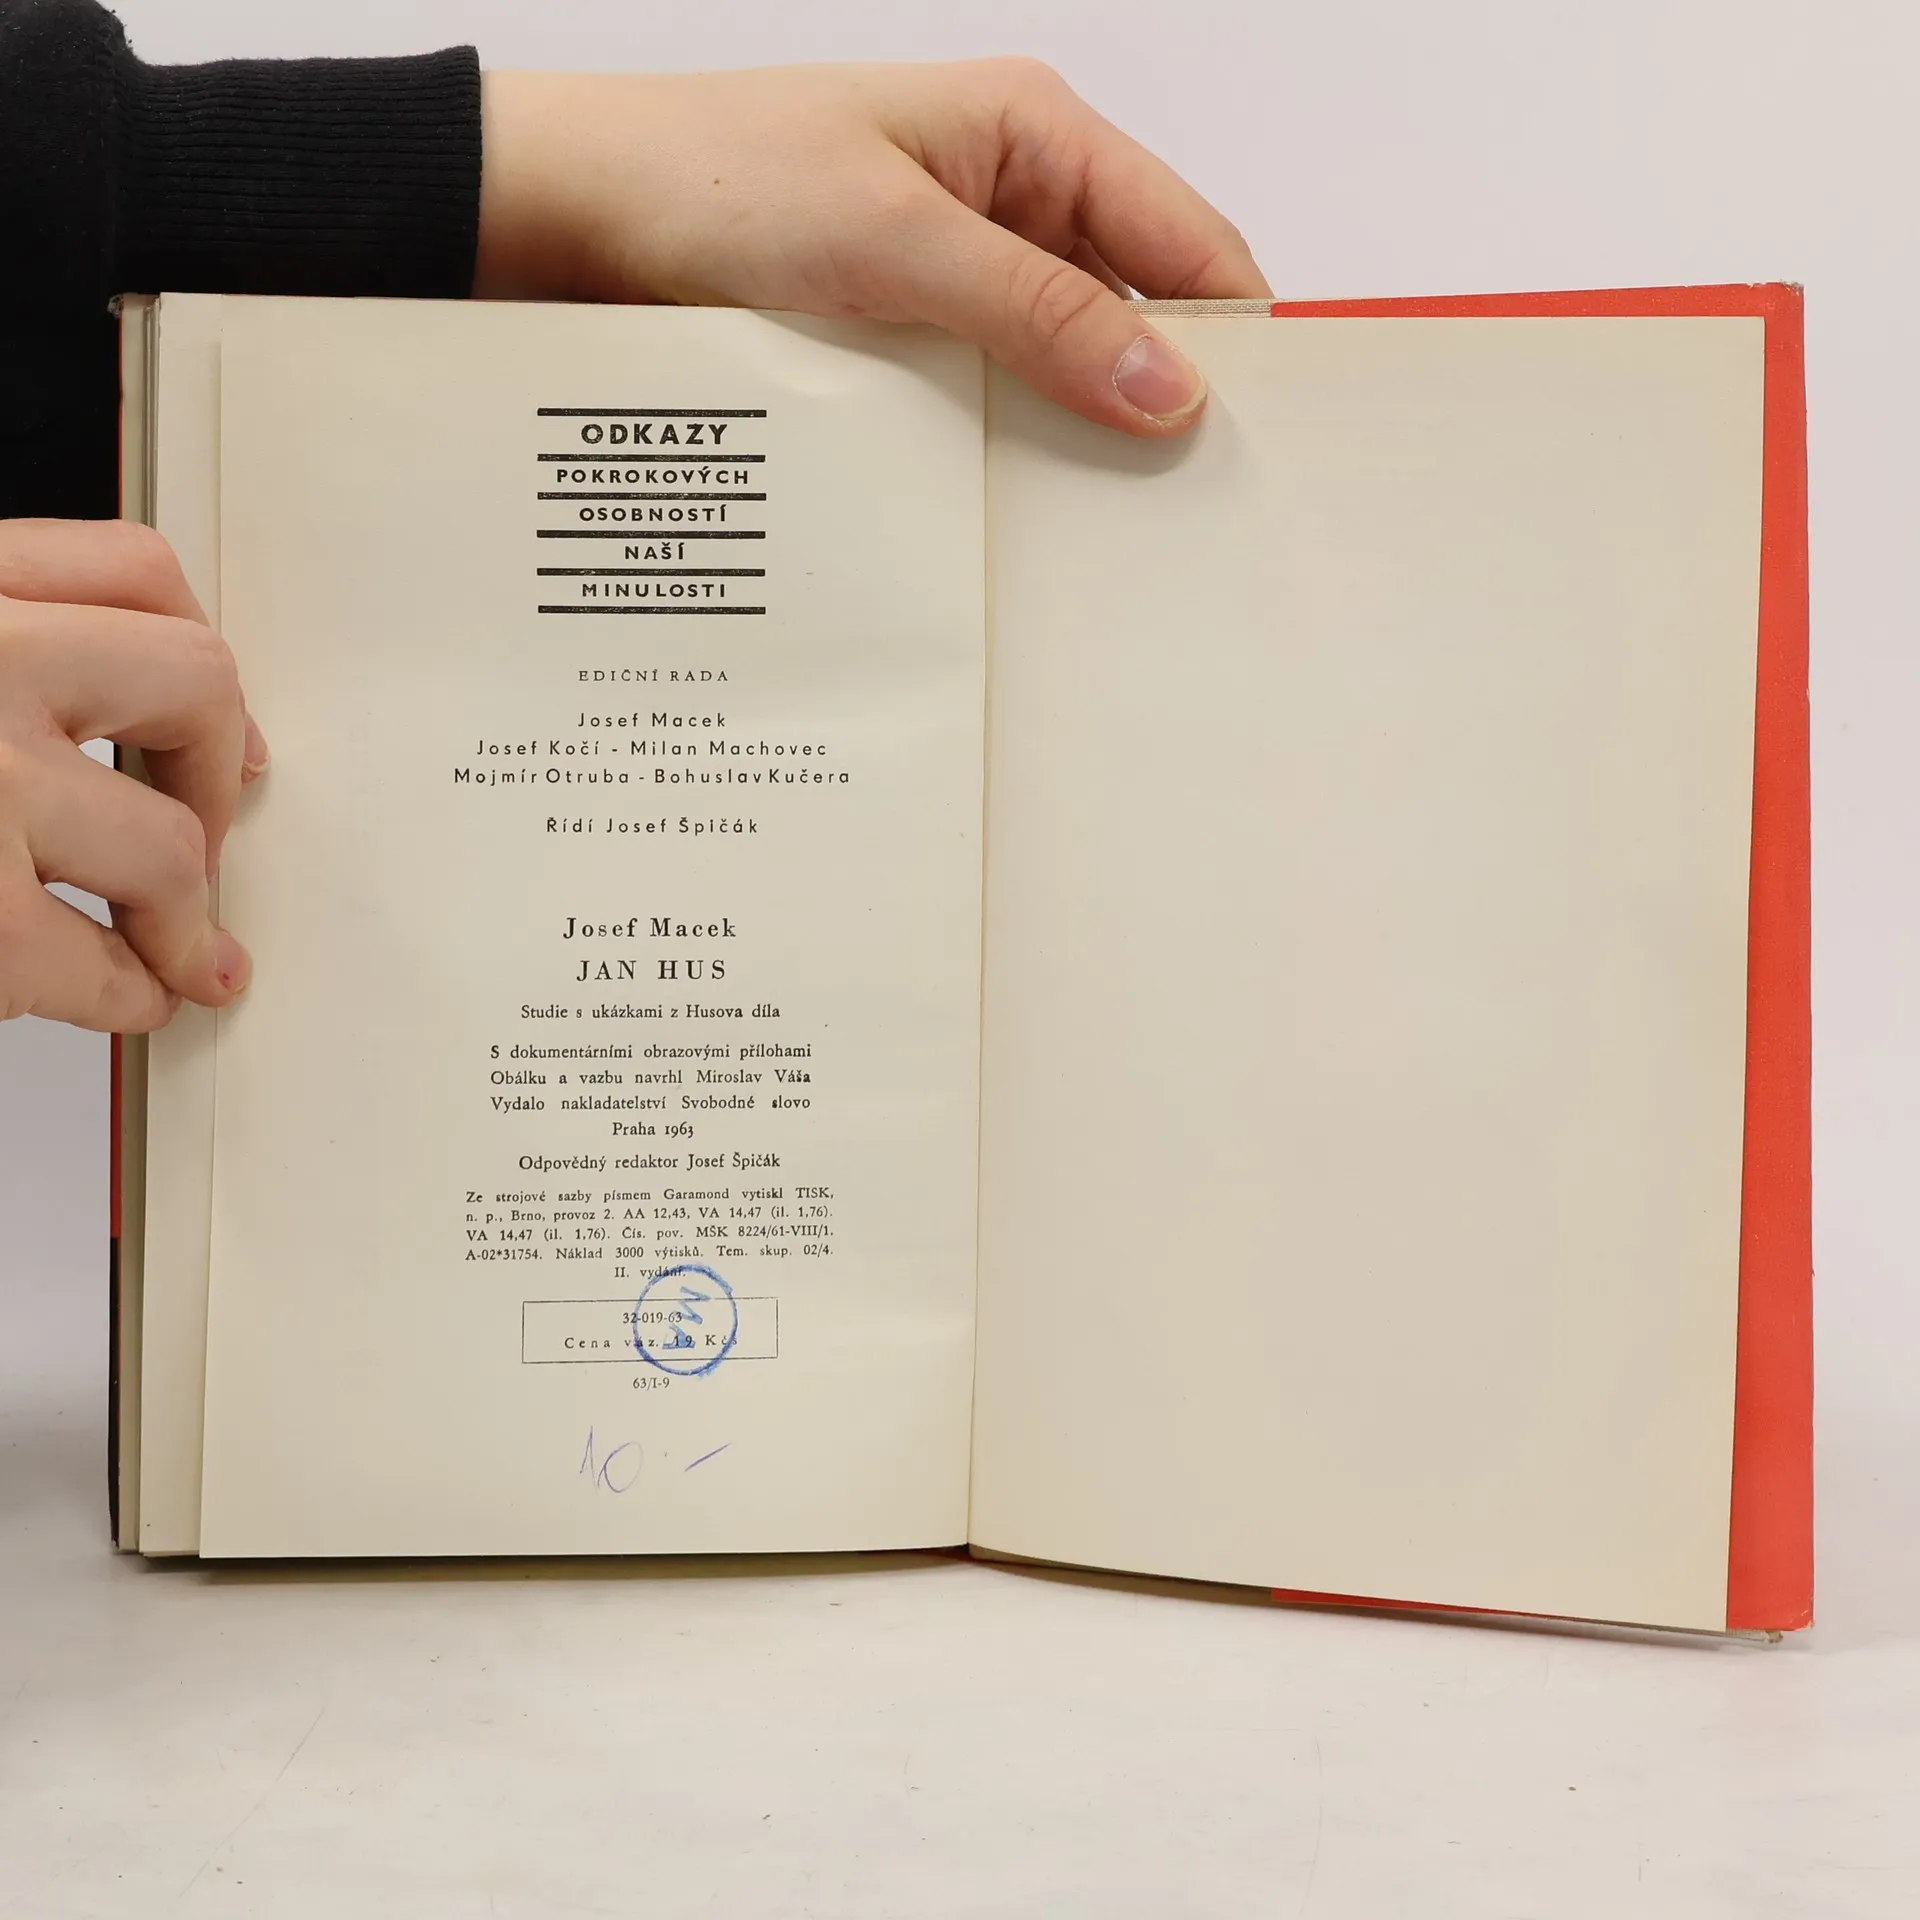 ODKAZY
POKROKOVÝCH
OSOBNOSTÍ
NAŠÍ
MINULOSTI
EDIČNÍ RADA
Josef Macek
Josef Kočí - Milan Machovec
Mojmír Otruba - Bohuslav Kučera
Řídí Josef Špičák
Josef Macek
JAN HUS
Studie s ukázkami z Husova díla
S dokumentárními obrazovými přílohami
Obálku a vazbu navrhl Miroslav Váša
Vydalo nakladatelství Svobodné slovo
Praha 1963
Odpovědný redaktor Josef Špičák
Ze strojové sazby písmem Garamond vytiskl TISK,
n. p., Brno, provoz 2. AA 12,43, VA 14,47 (il. 1,76).
VA 14,47 (il. 1,76). Čís. pov. MŠK 8224/61-VIII/1.
A-02*31754. Náklad 3000 výtisků. Tem. skup. 02/4.
II. vydání.
32-019-63
Cena váz. 19 Kčs
63/I-9
10.-